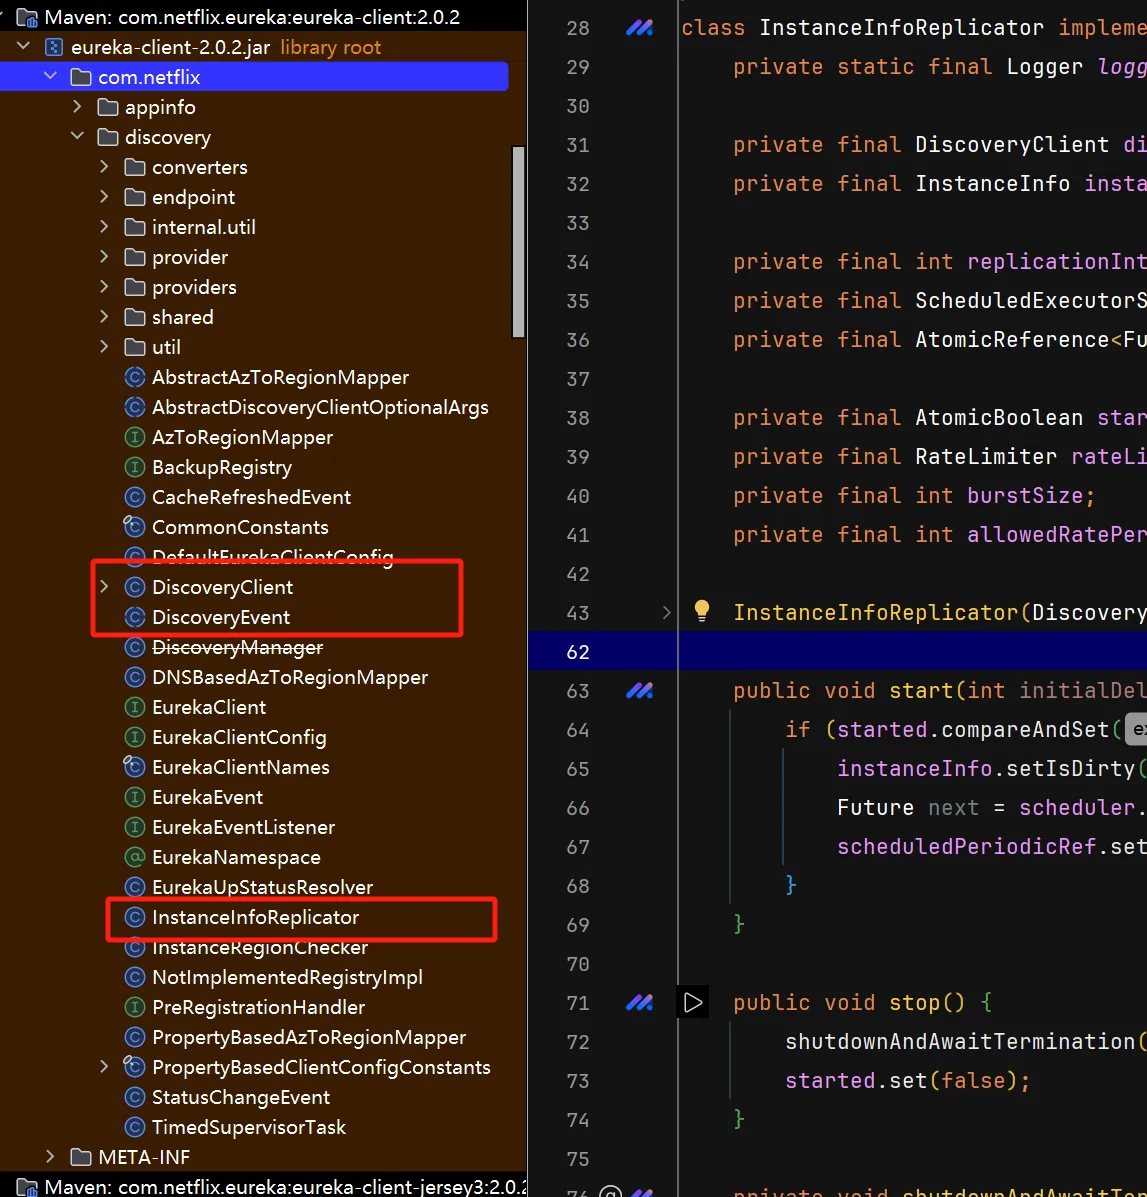 Maven: com.netflix.eureka:eureka-client:2.0.2
eureka-client-2.0.2.jar library root
com.netflix
appinfo
discovery
converters
endpoint
internal.util
provider
providers
shared
util
AbstractAzToRegionMapper
AbstractDiscoveryClientOptionalArgs
AzToRegionMapper
BackupRegistry
CacheRefreshedEvent
CommonConstants
DefaultEurekaClientConfig
DiscoveryClient
DiscoveryEvent
DiscoveryManager
DNSBasedAzToRegionMapper
EurekaClient
EurekaClientConfig
EurekaClientNames
EurekaEvent
EurekaEventListener
EurekaNamespace
EurekaUpStatusResolver
InstanceInfoReplicator
InstanceRegionChecker
NotImplementedRegistryImpl
PreRegistrationHandler
PropertyBasedAzToRegionMapper
PropertyBasedClientConfigConstants
StatusChangeEvent
TimedSupervisorTask
META-INF
Maven: com.netflix.eureka:eureka-client-jersey3:2.0.2
28 class InstanceInfoReplicator impleme
29 private static final Logger logg
30
31 private final DiscoveryClient di
32 private final InstanceInfo insta
33
34 private final int replicationInt
35 private final ScheduledExecutorS
36 private final AtomicReference<Fu
37
38 private final AtomicBoolean star
39 private final RateLimiter rateLi
40 private final int burstSize;
41 private final int allowedRatePer
42
43 InstanceInfoReplicator(Discovery
62
63 public void start(int initialDel
64 if (started.compareAndSet( ex
65 instanceInfo.setIsDirty(
66 Future next = scheduler.
67 scheduledPeriodicRef.set
68 }
69 }
70
71 public void stop() {
72 shutdownAndAwaitTermination(
73 started.set(false);
74 }
75
76 private void shutdownAndAwaitTer